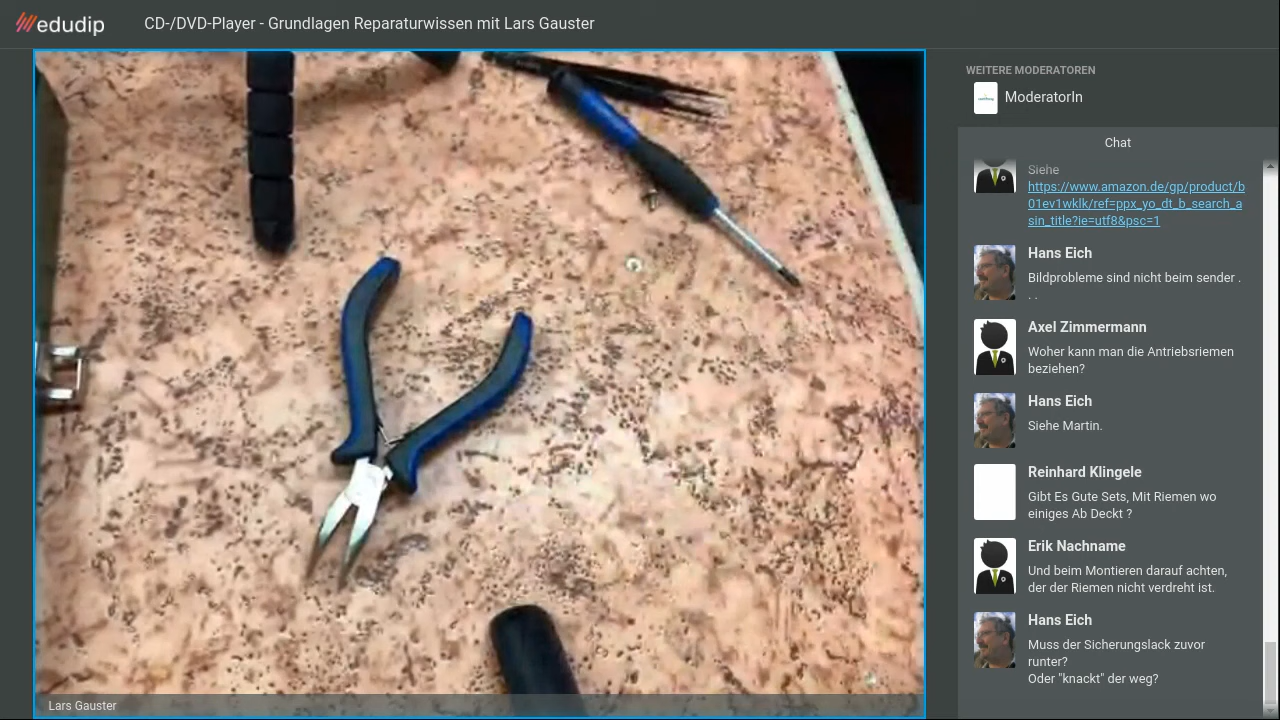 edudip
CD-/DVD-Player - Grundlagen Reparaturwissen mit Lars Gauster
WEITERE MODERATOREN
ModeratorIn
Chat
Siehe
https://www.amazon.de/gp/product/b
01ev1wklk/ref=ppx_yo_dt_b_search_a
sin_title?ie=utf8&psc=1
Hans Eich
Bildprobleme sind nicht beim sender .
. .
Axel Zimmermann
Woher kann man die Antriebsriemen
beziehen?
Hans Eich
Siehe Martin.
Reinhard Klingele
Gibt Es Gute Sets, Mit Riemen wo
einiges Ab Deckt ?
Erik Nachname
Und beim Montieren darauf achten,
der der Riemen nicht verdreht ist.
Hans Eich
Muss der Sicherungslack zuvor
runter?
Oder "knackt" der weg?
Lars Gauster